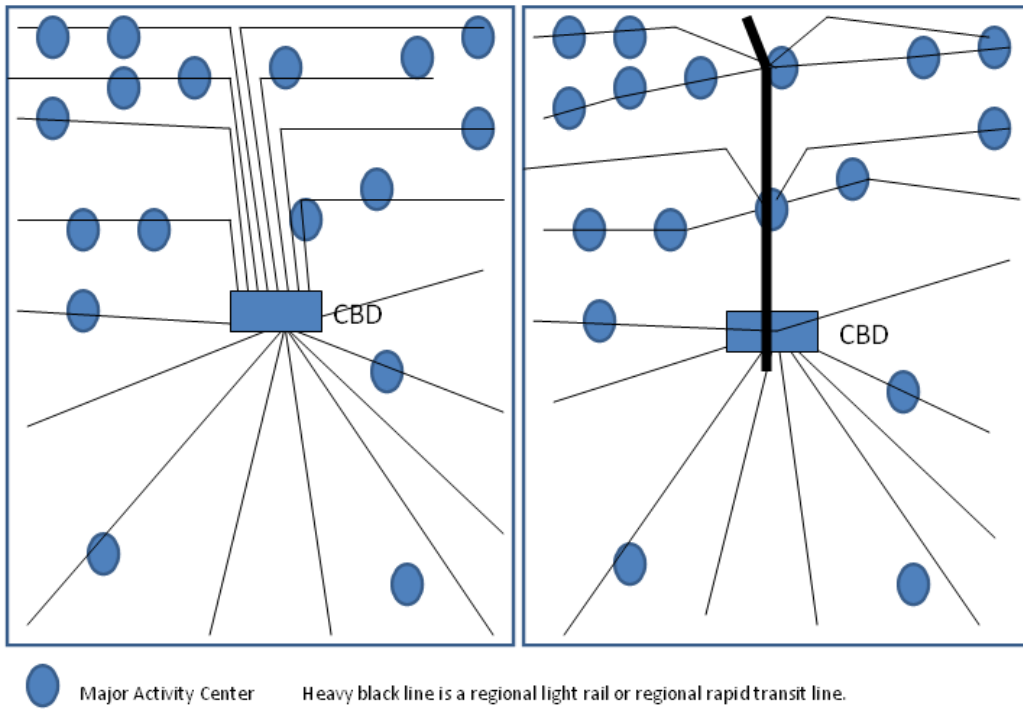 CBD
CBD
Major Activity Center
Heavy black line is a regional light rail or regional rapid transit line.